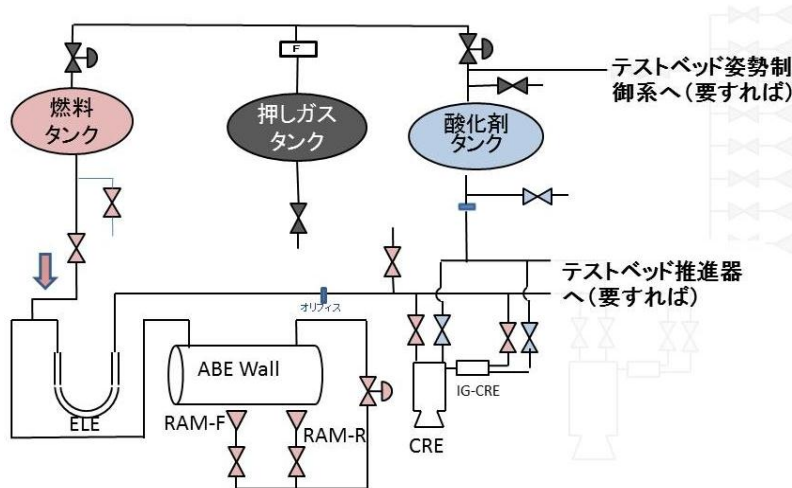 F
燃料
タンク
押しガス
タンク
酸化剤
タンク
テストベッド姿勢制
御系へ(要すれば)
テストベッド推進器
へ(要すれば)
オリフィス
ABE Wall
ELE
RAM-F
RAM-R
CRE
IG-CRE